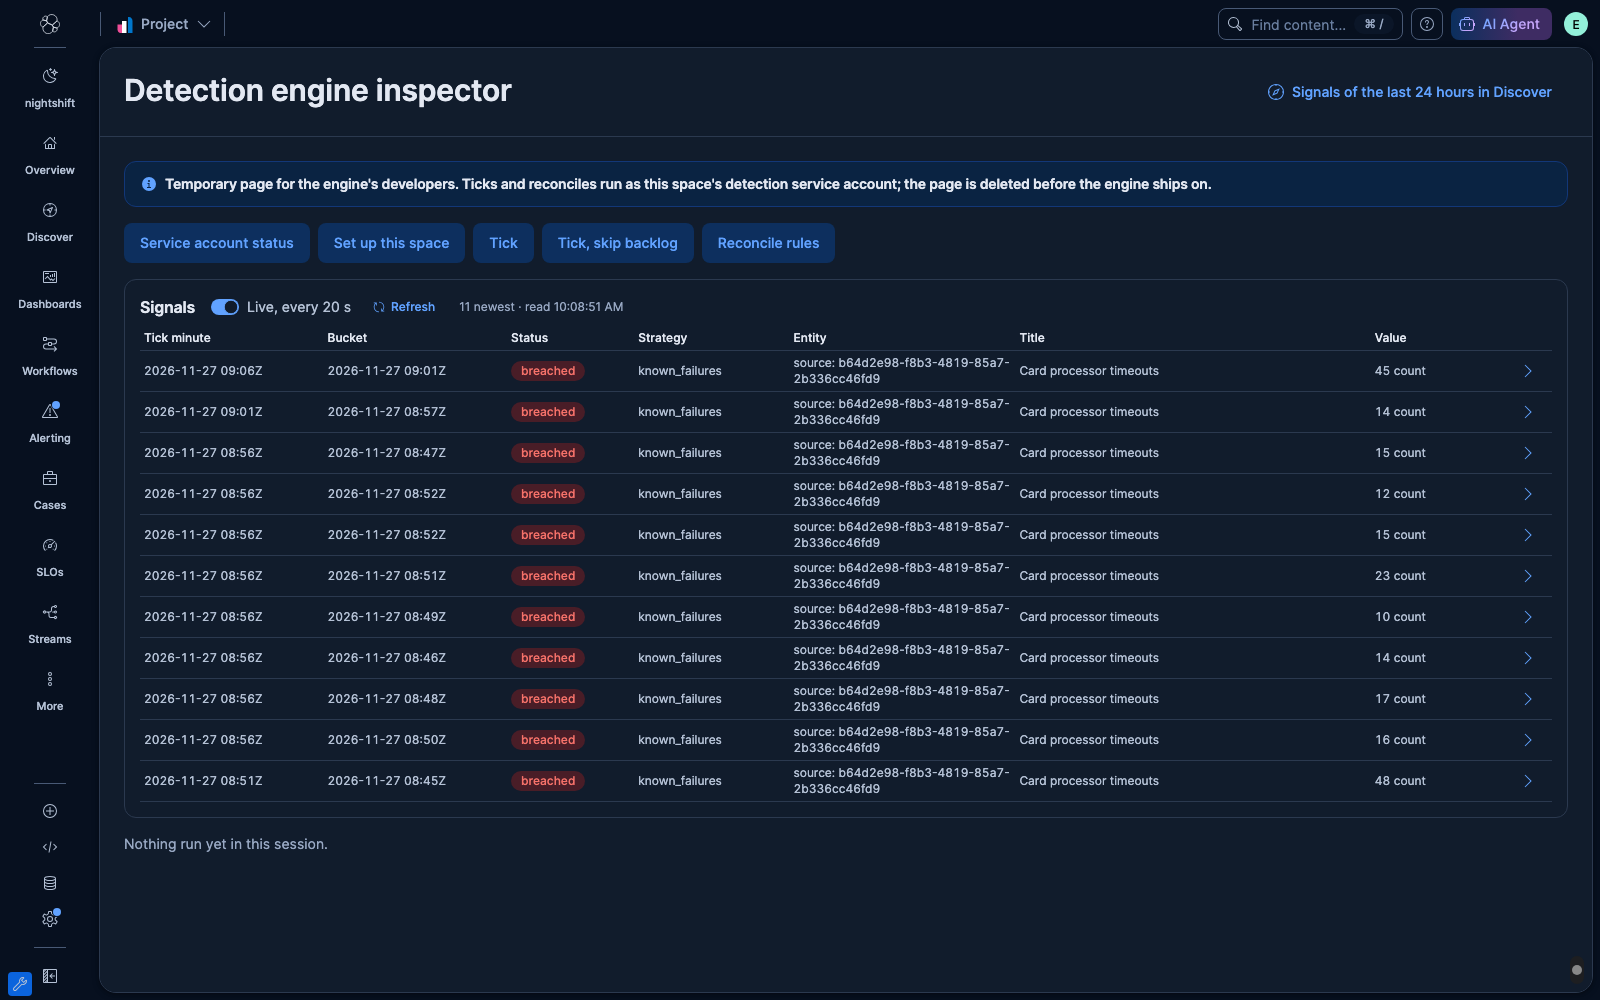 Project
Find content...
⌘ /
AI Agent
E
nightshift
Overview
Discover
Dashboards
Workflows
Alerting
Cases
SLOs
Streams
More
Detection engine inspector
Signals of the last 24 hours in Discover
Temporary page for the engine's developers. Ticks and reconciles run as this space's detection service account; the page is deleted before the engine ships on.
Service account status
Set up this space
Tick
Tick, skip backlog
Reconcile rules
Signals
Live, every 20 s
Refresh
11 newest · read 10:08:51 AM
Tick minute Bucket Status Strategy Entity Title Value
2026-11-27 09:06Z 2026-11-27 09:01Z breached known_failures source: b64d2e98-f8b3-4819-85a7-
2b336cc46fd9 Card processor timeouts 45 count
2026-11-27 09:01Z 2026-11-27 08:57Z breached known_failures source: b64d2e98-f8b3-4819-85a7-
2b336cc46fd9 Card processor timeouts 14 count
2026-11-27 08:56Z 2026-11-27 08:47Z breached known_failures source: b64d2e98-f8b3-4819-85a7-
2b336cc46fd9 Card processor timeouts 15 count
2026-11-27 08:56Z 2026-11-27 08:52Z breached known_failures source: b64d2e98-f8b3-4819-85a7-
2b336cc46fd9 Card processor timeouts 12 count
2026-11-27 08:56Z 2026-11-27 08:52Z breached known_failures source: b64d2e98-f8b3-4819-85a7-
2b336cc46fd9 Card processor timeouts 15 count
2026-11-27 08:56Z 2026-11-27 08:51Z breached known_failures source: b64d2e98-f8b3-4819-85a7-
2b336cc46fd9 Card processor timeouts 23 count
2026-11-27 08:56Z 2026-11-27 08:49Z breached known_failures source: b64d2e98-f8b3-4819-85a7-
2b336cc46fd9 Card processor timeouts 10 count
2026-11-27 08:56Z 2026-11-27 08:46Z breached known_failures source: b64d2e98-f8b3-4819-85a7-
2b336cc46fd9 Card processor timeouts 14 count
2026-11-27 08:56Z 2026-11-27 08:48Z breached known_failures source: b64d2e98-f8b3-4819-85a7-
2b336cc46fd9 Card processor timeouts 17 count
2026-11-27 08:56Z 2026-11-27 08:50Z breached known_failures source: b64d2e98-f8b3-4819-85a7-
2b336cc46fd9 Card processor timeouts 16 count
2026-11-27 08:51Z 2026-11-27 08:45Z breached known_failures source: b64d2e98-f8b3-4819-85a7-
2b336cc46fd9 Card processor timeouts 48 count
Nothing run yet in this session.